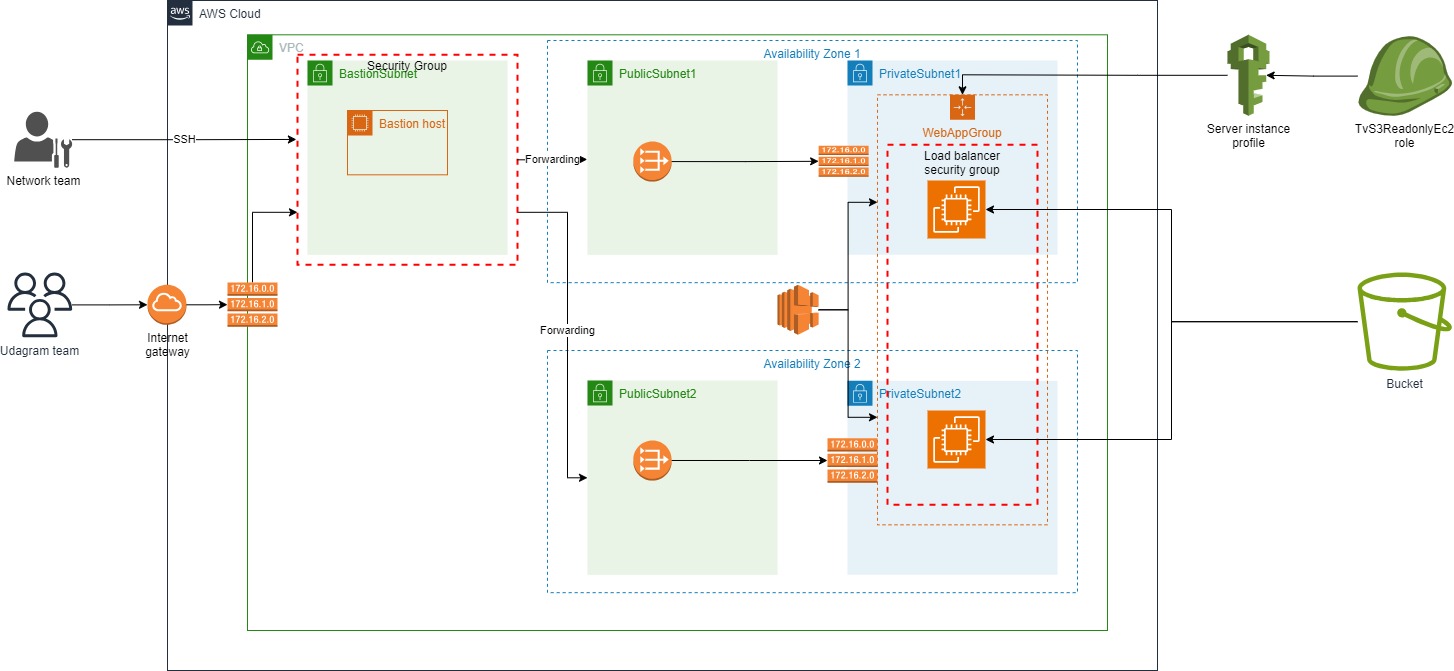 aws
AWS Cloud
VPC
Security Group
BastionSubnet
Bastion host
Availability Zone 1
PublicSubnet1
PrivateSubnet1
WebAppGroup
Load balancer
security group
172.16.0.0
172.16.1.0
172.16.2.0
Server instance
profile
TvS3ReadonlyEc2
role
SSH
Network team
Forwarding
172.16.0.0
172.16.1.0
172.16.2.0
Internet
gateway
Udagram team
Forwarding
Availability Zone 2
PublicSubnet2
PrivateSubnet2
172.16.0.0
172.16.1.0
172.16.2.0
Bucket